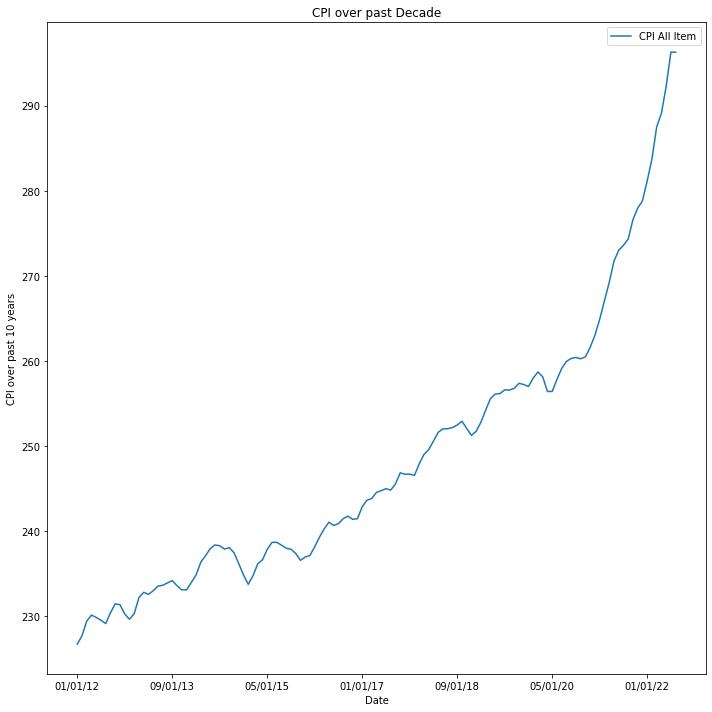 CPI over past Decade
CPI All Item
CPI over past 10 years
290
280
270
260
250
240
230
01/01/12 09/01/13 05/01/15 01/01/17 09/01/18 05/01/20 01/01/22
Date